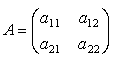 A = ( a₁₁ a₁₂
a₂₁ a₂₂ )